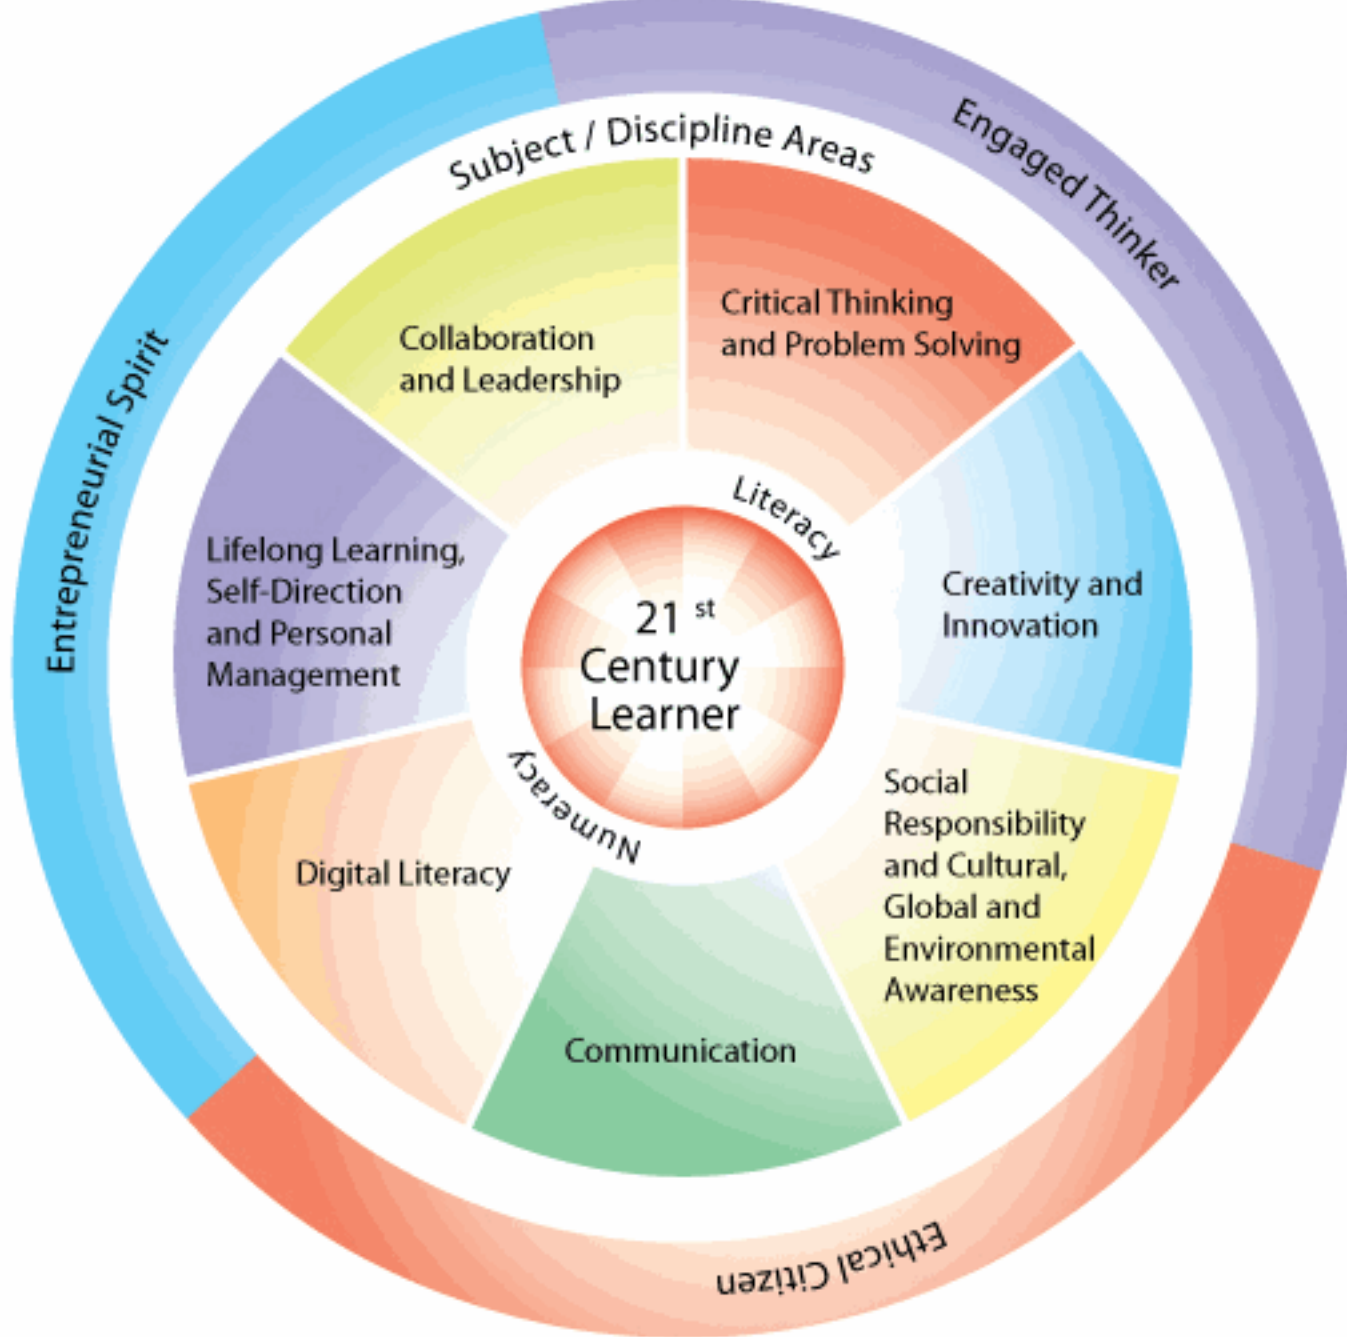 Engaged Thinker
Subject / Discipline Areas
Entrepreneurial Spirit
Collaboration
and Leadership
Critical Thinking
and Problem Solving
Lifelong Learning,
Self-Direction
and Personal
Management
Literacy
21 st
Century
Learner
Numeracy
Creativity and
Innovation
Digital Literacy
Social
Responsibility
and Cultural,
Global and
Environmental
Awareness
Communication
Ethical Citizen